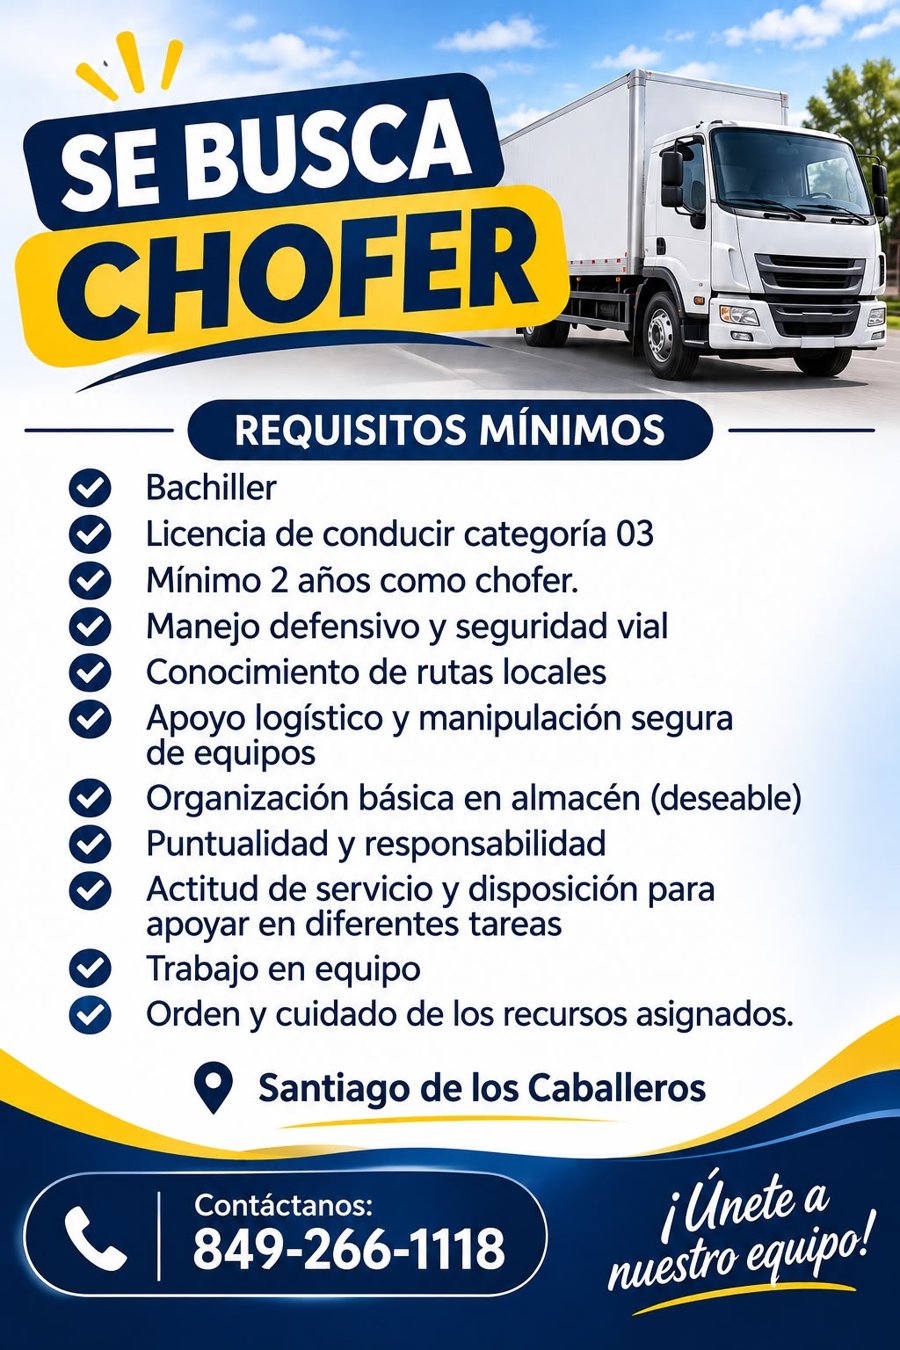 SE BUSCA
CHOFER
REQUISITOS MÍNIMOS
Bachiller
Licencia de conducir categoría 03
Mínimo 2 años como chofer.
Manejo defensivo y seguridad vial
Conocimiento de rutas locales
Apoyo logístico y manipulación segura
de equipos
Organización básica en almacén (deseable)
Puntualidad y responsabilidad
Actitud de servicio y disposición para
apoyar en diferentes tareas
Trabajo en equipo
Orden y cuidado de los recursos asignados.
Santiago de los Caballeros
Contáctanos:
849-266-1118
¡Únete a
nuestro equipo!